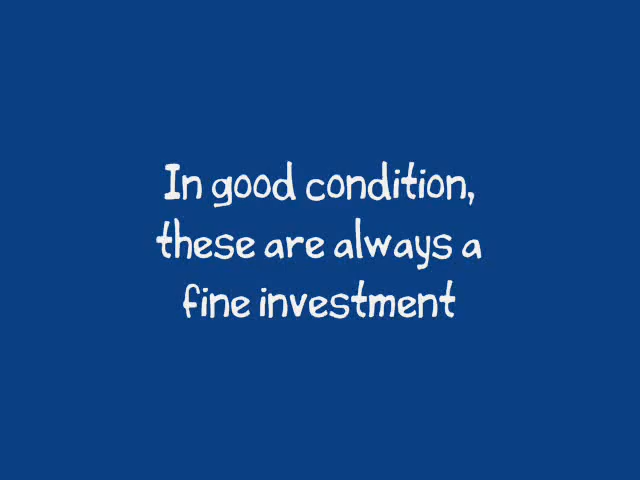 In good condition,
these are always a
fine investment